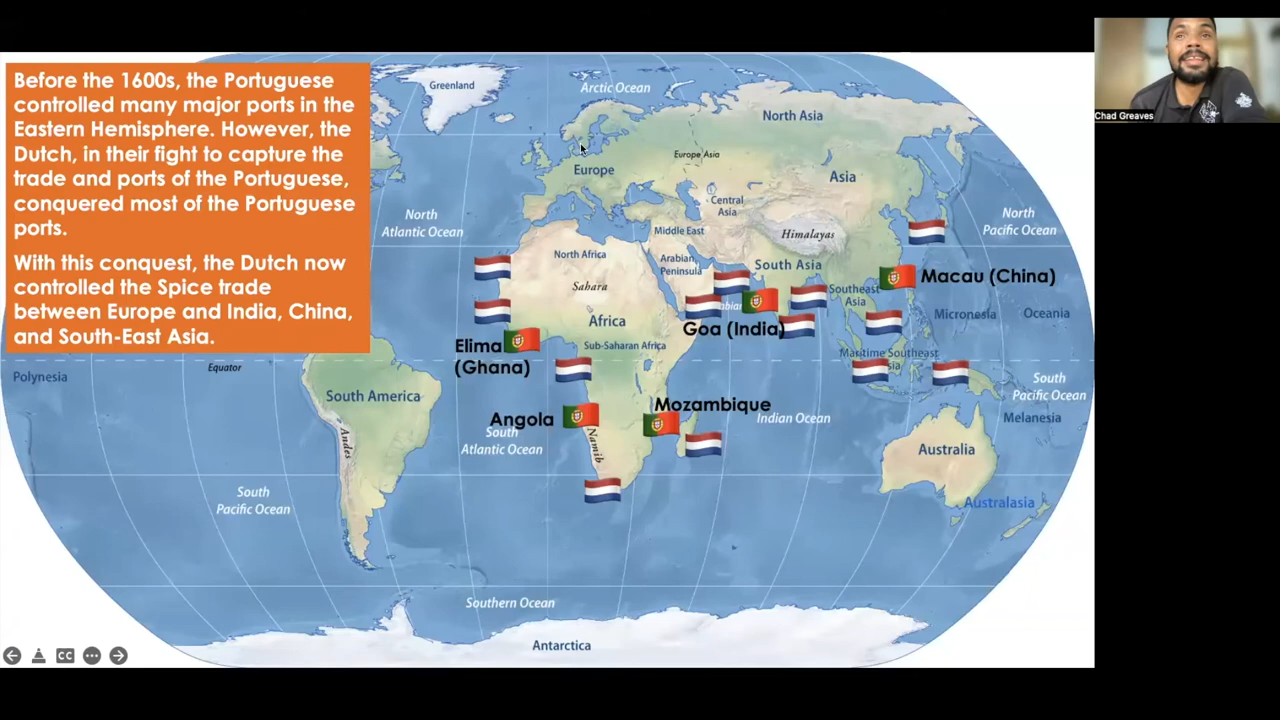 Before the 1600s, the Portuguese
controlled many major ports in the
Eastern Hemisphere. However, the
Dutch, in their fight to capture the
trade and ports of the Portuguese,
conquered most of the Portuguese
ports.
With this conquest, the Dutch now
controlled the Spice trade
between Europe and India, China,
and South-East Asia.
Chad Greaves
Greenland
Arctic Ocean
North Asia
Europe Asia
Europe
Asia
Central
Asia
North
Atlantic Ocean
Middle East
Himalayas
North
Pacific Ocean
North Africa
Arabian
Peninsula
South Asia
Sahara
Southeast
Asia
Macau (China)
Micronesia
Oceania
Africa
Goa (India)
Elima
(Ghana)
Sub-Saharan Africa
Maritime Southeast
Equator
Polynesia
South America
South
Pacific Ocean
Melanesia
Mozambique
Indian Ocean
Angola
South
Atlantic Ocean
Namib
Andes
Australia
South
Pacific Ocean
Australasia
Southern Ocean
Antarctica
CC